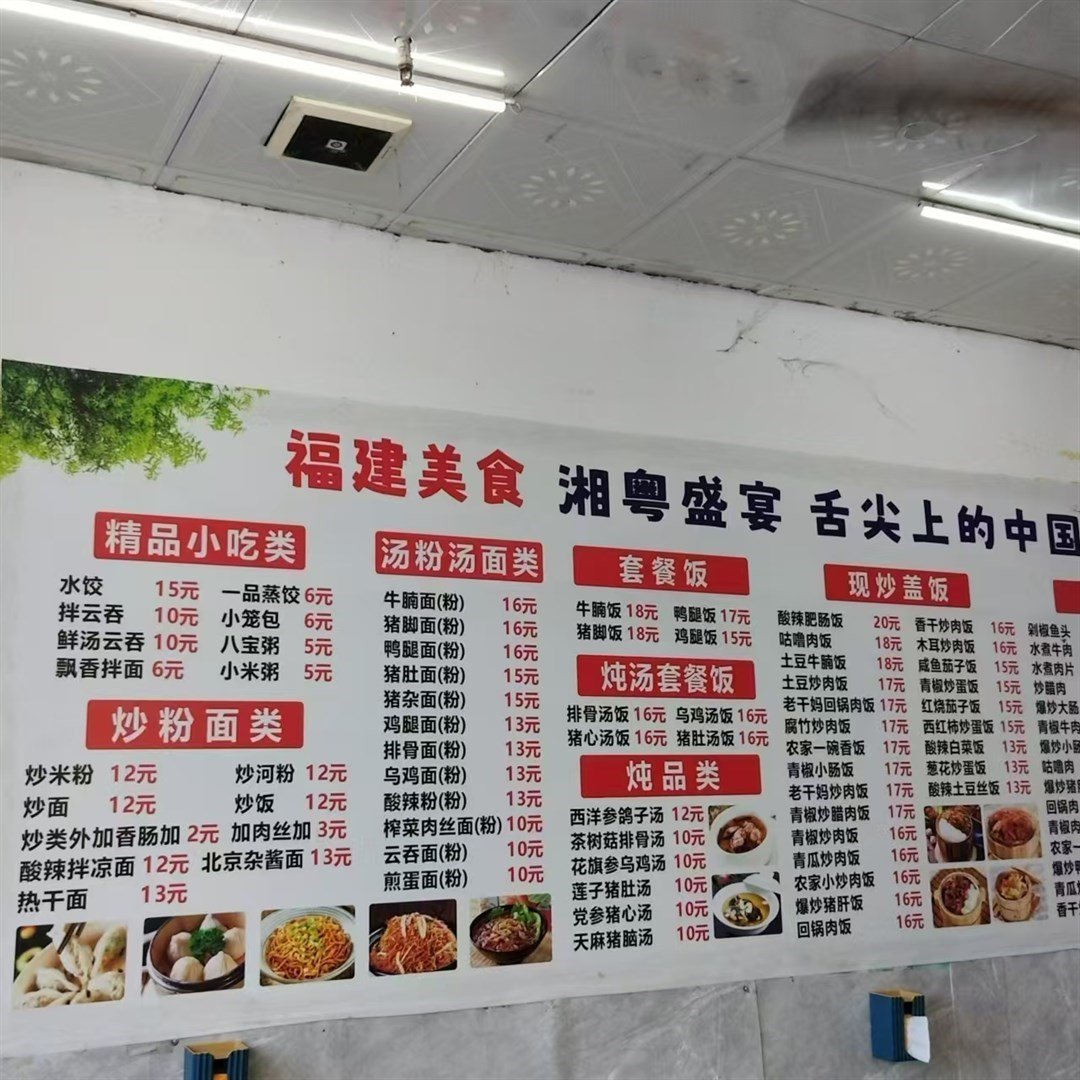 福建美食 湘粤盛宴 舌尖上的中国
精品小吃类
水饺 15元 一品蒸饺 6元
拌云吞 10元 小笼包 6元
鲜汤云吞 10元 八宝粥 5元
飘香拌面 6元 小米粥 5元
炒粉面类
炒米粉 12元 炒河粉 12元
炒面 12元 炒饭 12元
炒类外加香肠加 2元 加肉丝加 3元
酸辣拌凉面 12元 北京杂酱面 13元
热干面 13元
汤粉汤面类
牛腩面(粉) 16元
猪脚面(粉) 16元
鸭腿面(粉) 16元
猪肚面(粉) 15元
猪杂面(粉) 15元
鸡腿面(粉) 13元
排骨面(粉) 13元
乌鸡面(粉) 13元
酸辣粉(粉) 13元
榨菜肉丝面(粉) 10元
云吞面(粉) 10元
煎蛋面(粉) 10元
套餐饭
牛腩饭 18元 鸭腿饭 17元
猪脚饭 18元 鸡腿饭 15元
炖汤套餐饭
排骨汤饭 16元 乌鸡汤饭 16元
猪心汤饭 16元 猪肚汤饭 16元
炖品类
西洋参鸽子汤 12元
茶树菇排骨汤 10元
花旗参乌鸡汤 10元
莲子猪肚汤 10元
党参猪心汤 10元
天麻猪脑汤 10元
现炒盖饭
酸辣肥肠饭 20元 香干炒肉饭 16元
咕噜肉饭 18元 木耳炒肉饭 16元
土豆牛腩饭 18元 咸鱼茄子饭 15元
土豆炒肉饭 17元 青椒炒蛋饭 15元
老干妈回锅肉饭 17元 红烧茄子饭 15元
腐竹炒肉饭 17元 西红柿炒蛋饭 15元
农家一碗香饭 17元 酸辣白菜饭 13元
青椒小肠饭 17元 葱花炒蛋饭 13元
老干妈炒肉饭 17元 酸辣土豆丝饭 13元
青椒炒腊肉饭 17元
青椒炒肉饭 16元
青瓜炒肉饭 16元
农家小炒肉饭 16元
爆炒猪肝饭 16元
回锅肉饭 16元
剁椒鱼头
水煮牛肉
水煮肉片
炒腊肉
爆炒大肠
青椒牛肉
爆炒小肠
咕噜肉
爆炒猪
回锅肉
青椒肉
农家一
爆炒鸭
青瓜
香干